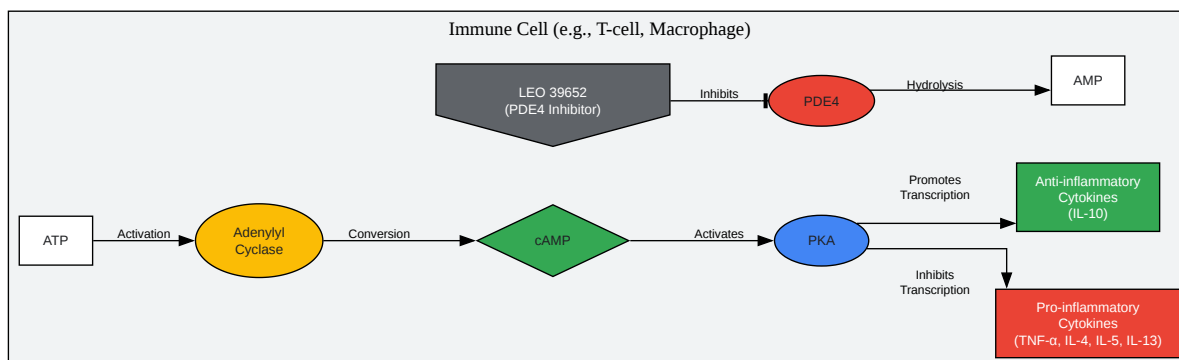 Immune Cell (e.g., T-cell, Macrophage)
LEO 39652
(PDE4 Inhibitor)
Inhibits
PDE4
Hydrolysis
AMP
ATP
Activation
Adenylyl
Cyclase
Conversion
cAMP
Activates
PKA
Promotes
Transcription
Anti-inflammatory
Cytokines
(IL-10)
Inhibits
Transcription
Pro-inflammatory
Cytokines
(TNF-α, IL-4, IL-5, IL-13)